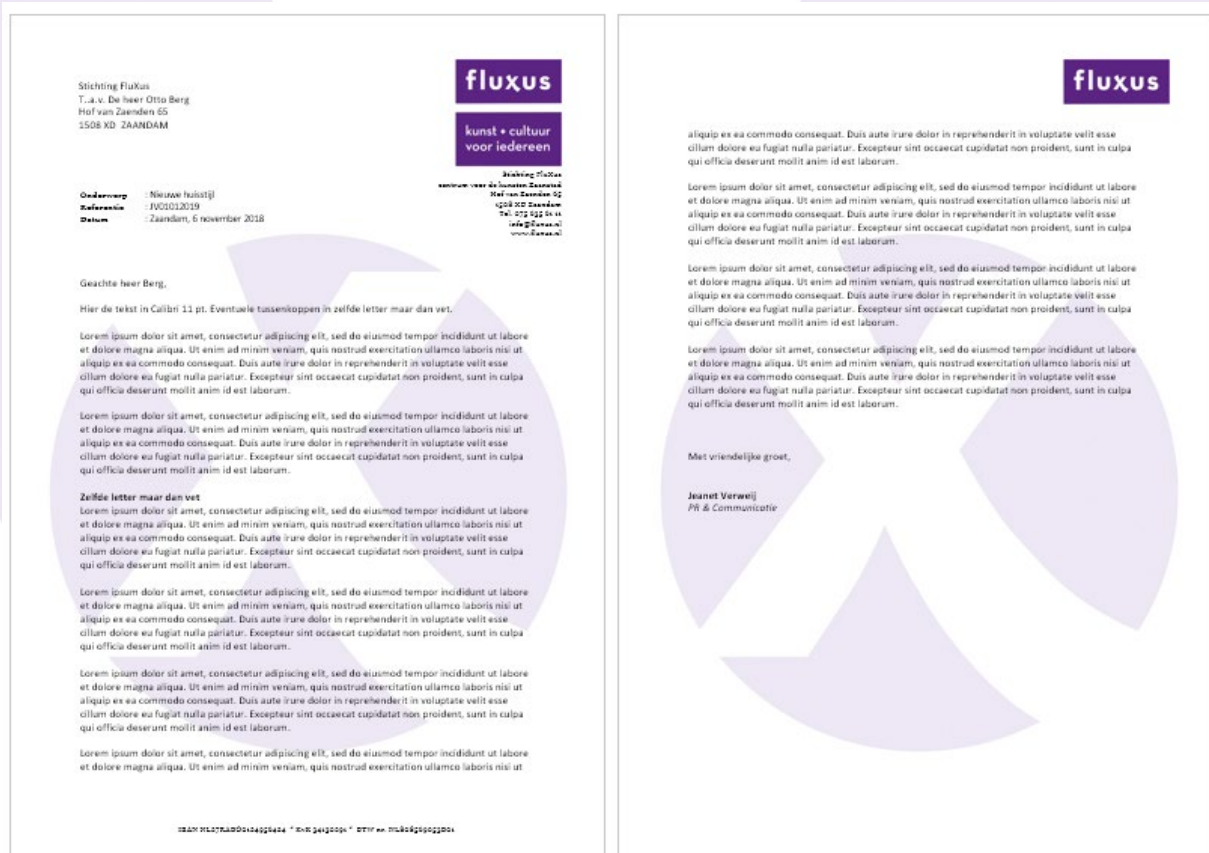 Stichting FluXus
T..a.v. De heer Otto Berg
Hof van Zaenden 65
1508 XD ZAANDAM
fluxus
kunst + cultuur
voor iedereen
Stichting FluXus
centrum voor de kunsten Zaanstad
Hof van Zaenden 65
1508 XD Zaandam
info@fluxus.nl
www.fluxus.nl
Onderwerp : Nieuwe huisstijl
Referentie : JV01012019
Datum : Zaandam, 6 november 2018
Geachte heer Berg,
Hier de tekst in Calibri 11 pt. Eventuele tussenkoppen in zelfde letter maar dan vet.
Lorem ipsum dolor sit amet, consectetur adipiscing elit, sed do eiusmod tempor incididunt ut labore
et dolore magna aliqua. Ut enim ad minim veniam, quis nostrud exercitation ullamco laboris nisi ut
aliquip ex ea commodo consequat. Duis aute irure dolor in reprehenderit in voluptate velit esse
cillum dolore eu fugiat nulla pariatur. Excepteur sint occaecat cupidatat non proident, sunt in culpa
qui officia deserunt mollit anim id est laborum.
Lorem ipsum dolor sit amet, consectetur adipiscing elit, sed do eiusmod tempor incididunt ut labore
et dolore magna aliqua. Ut enim ad minim veniam, quis nostrud exercitation ullamco laboris nisi ut
aliquip ex ea commodo consequat. Duis aute irure dolor in reprehenderit in voluptate velit esse
cillum dolore eu fugiat nulla pariatur. Excepteur sint occaecat cupidatat non proident, sunt in culpa
qui officia deserunt mollit anim id est laborum.
Zelfde letter maar dan vet
Lorem ipsum dolor sit amet, consectetur adipiscing elit, sed do eiusmod tempor incididunt ut labore
et dolore magna aliqua. Ut enim ad minim veniam, quis nostrud exercitation ullamco laboris nisi ut
aliquip ex ea commodo consequat. Duis aute irure dolor in reprehenderit in voluptate velit esse
cillum dolore eu fugiat nulla pariatur. Excepteur sint occaecat cupidatat non proident, sunt in culpa
qui officia deserunt mollit anim id est laborum.
Lorem ipsum dolor sit amet, consectetur adipiscing elit, sed do eiusmod tempor incididunt ut labore
et dolore magna aliqua. Ut enim ad minim veniam, quis nostrud exercitation ullamco laboris nisi ut
aliquip ex ea commodo consequat. Duis aute irure dolor in reprehenderit in voluptate velit esse
cillum dolore eu fugiat nulla pariatur. Excepteur sint occaecat cupidatat non proident, sunt in culpa
qui officia deserunt mollit anim id est laborum.
Lorem ipsum dolor sit amet, consectetur adipiscing elit, sed do eiusmod tempor incididunt ut labore
et dolore magna aliqua. Ut enim ad minim veniam, quis nostrud exercitation ullamco laboris nisi ut
aliquip ex ea commodo consequat. Duis aute irure dolor in reprehenderit in voluptate velit esse
cillum dolore eu fugiat nulla pariatur. Excepteur sint occaecat cupidatat non proident, sunt in culpa
qui officia deserunt mollit anim id est laborum.
Lorem ipsum dolor sit amet, consectetur adipiscing elit, sed do eiusmod tempor incididunt ut labore
et dolore magna aliqua. Ut enim ad minim veniam, quis nostrud exercitation ullamco laboris nisi ut
fluxus
aliquip ex ea commodo consequat. Duis aute irure dolor in reprehenderit in voluptate velit esse
cillum dolore eu fugiat nulla pariatur. Excepteur sint occaecat cupidatat non proident, sunt in culpa
qui officia deserunt mollit anim id est laborum.
Lorem ipsum dolor sit amet, consectetur adipiscing elit, sed do eiusmod tempor incididunt ut labore
et dolore magna aliqua. Ut enim ad minim veniam, quis nostrud exercitation ullamco laboris nisi ut
aliquip ex ea commodo consequat. Duis aute irure dolor in reprehenderit in voluptate velit esse
cillum dolore eu fugiat nulla pariatur. Excepteur sint occaecat cupidatat non proident, sunt in culpa
qui officia deserunt mollit anim id est laborum.
Lorem ipsum dolor sit amet, consectetur adipiscing elit, sed do eiusmod tempor incididunt ut labore
et dolore magna aliqua. Ut enim ad minim veniam, quis nostrud exercitation ullamco laboris nisi ut
aliquip ex ea commodo consequat. Duis aute irure dolor in reprehenderit in voluptate velit esse
cillum dolore eu fugiat nulla pariatur. Excepteur sint occaecat cupidatat non proident, sunt in culpa
qui officia deserunt mollit anim id est laborum.
Lorem ipsum dolor sit amet, consectetur adipiscing elit, sed do eiusmod tempor incididunt ut labore
et dolore magna aliqua. Ut enim ad minim veniam, quis nostrud exercitation ullamco laboris nisi ut
aliquip ex ea commodo consequat. Duis aute irure dolor in reprehenderit in voluptate velit esse
cillum dolore eu fugiat nulla pariatur. Excepteur sint occaecat cupidatat non proident, sunt in culpa
qui officia deserunt mollit anim id est laborum.
Met vriendelijke groet,
Jeanet Verweij
PR & Communicatie